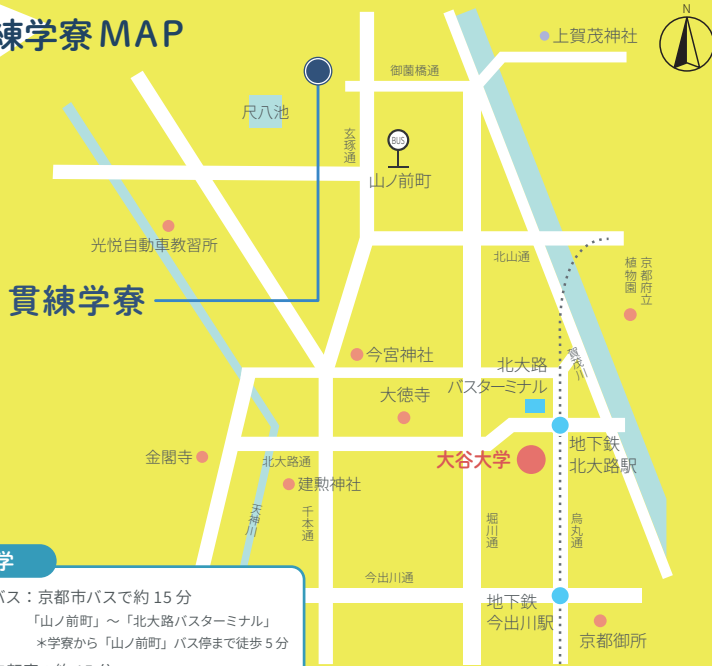 練学寮MAP
N
上賀茂神社
御薗橋通
尺八池
玄琢通
BUS
山ノ前町
光悦自動車教習所
北山通
京都府立
植物園
貫練学寮
今宮神社
北大路
バスターミナル
賀茂川
大徳寺
大谷大学
地下鉄
北大路駅
金閣寺
北大路通
建勲神社
天神川
千本通
堀川通
烏丸通
学
今出川通
バス：京都市バスで約15分
「山ノ前町」～「北大路バスターミナル」
＊学寮から「山ノ前町」バス停まで徒歩5分
地下鉄
今出川駅
京都御所